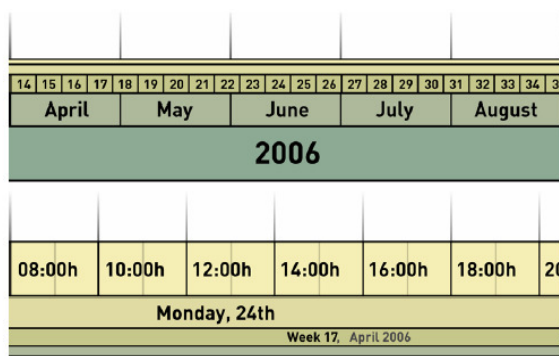 14 15 16 17 18 19 20 21 22 23 24 25 26 27 28 29 30 31 32 33 34
April May June July August
2006
08:00h 10:00h 12:00h 14:00h 16:00h 18:00h
Monday, 24th
Week 17, April 2006